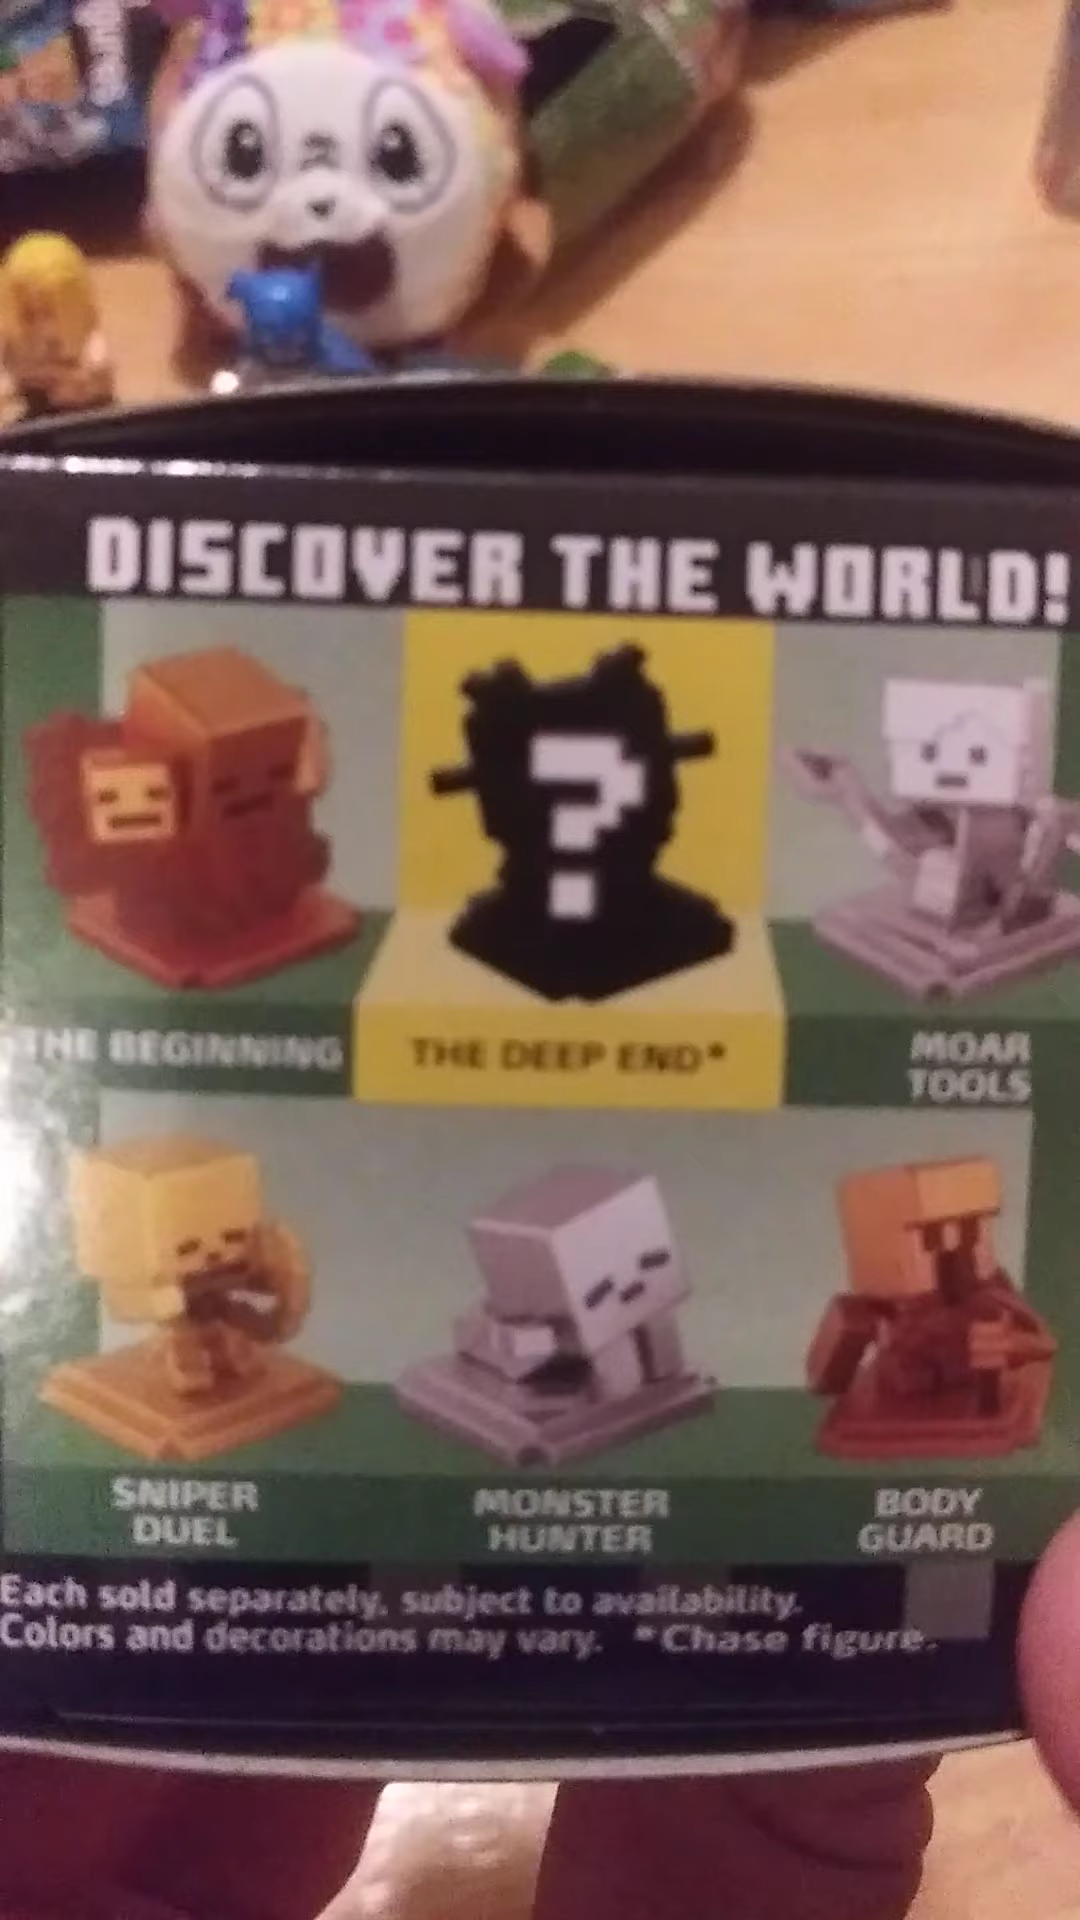 DISCOVER THE WORLD!
?
THE BEGINNING
THE DEEP END*
MOAR
TOOLS
SNIPER
DUEL
MONSTER
HUNTER
BODY
GUARD
Each sold separately, subject to availability.
Colors and decorations may vary. *Chase figure.